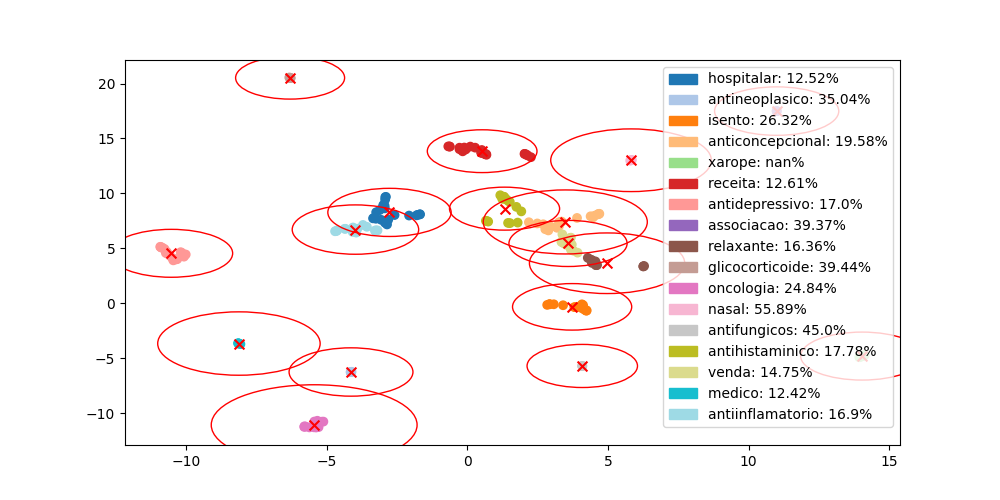 20
15
10
5
0
−5
−10
−10
−5
0
5
10
15
hospitalar: 12.52%
antineoplasico: 35.04%
isento: 26.32%
anticoncepcional: 19.58%
xarope: nan%
receita: 12.61%
antidepressivo: 17.0%
associacao: 39.37%
relaxante: 16.36%
glicocorticoide: 39.44%
oncologia: 24.84%
nasal: 55.89%
antifungicos: 45.0%
antihistaminico: 17.78%
venda: 14.75%
medico: 12.42%
antiinflamatorio: 16.9%